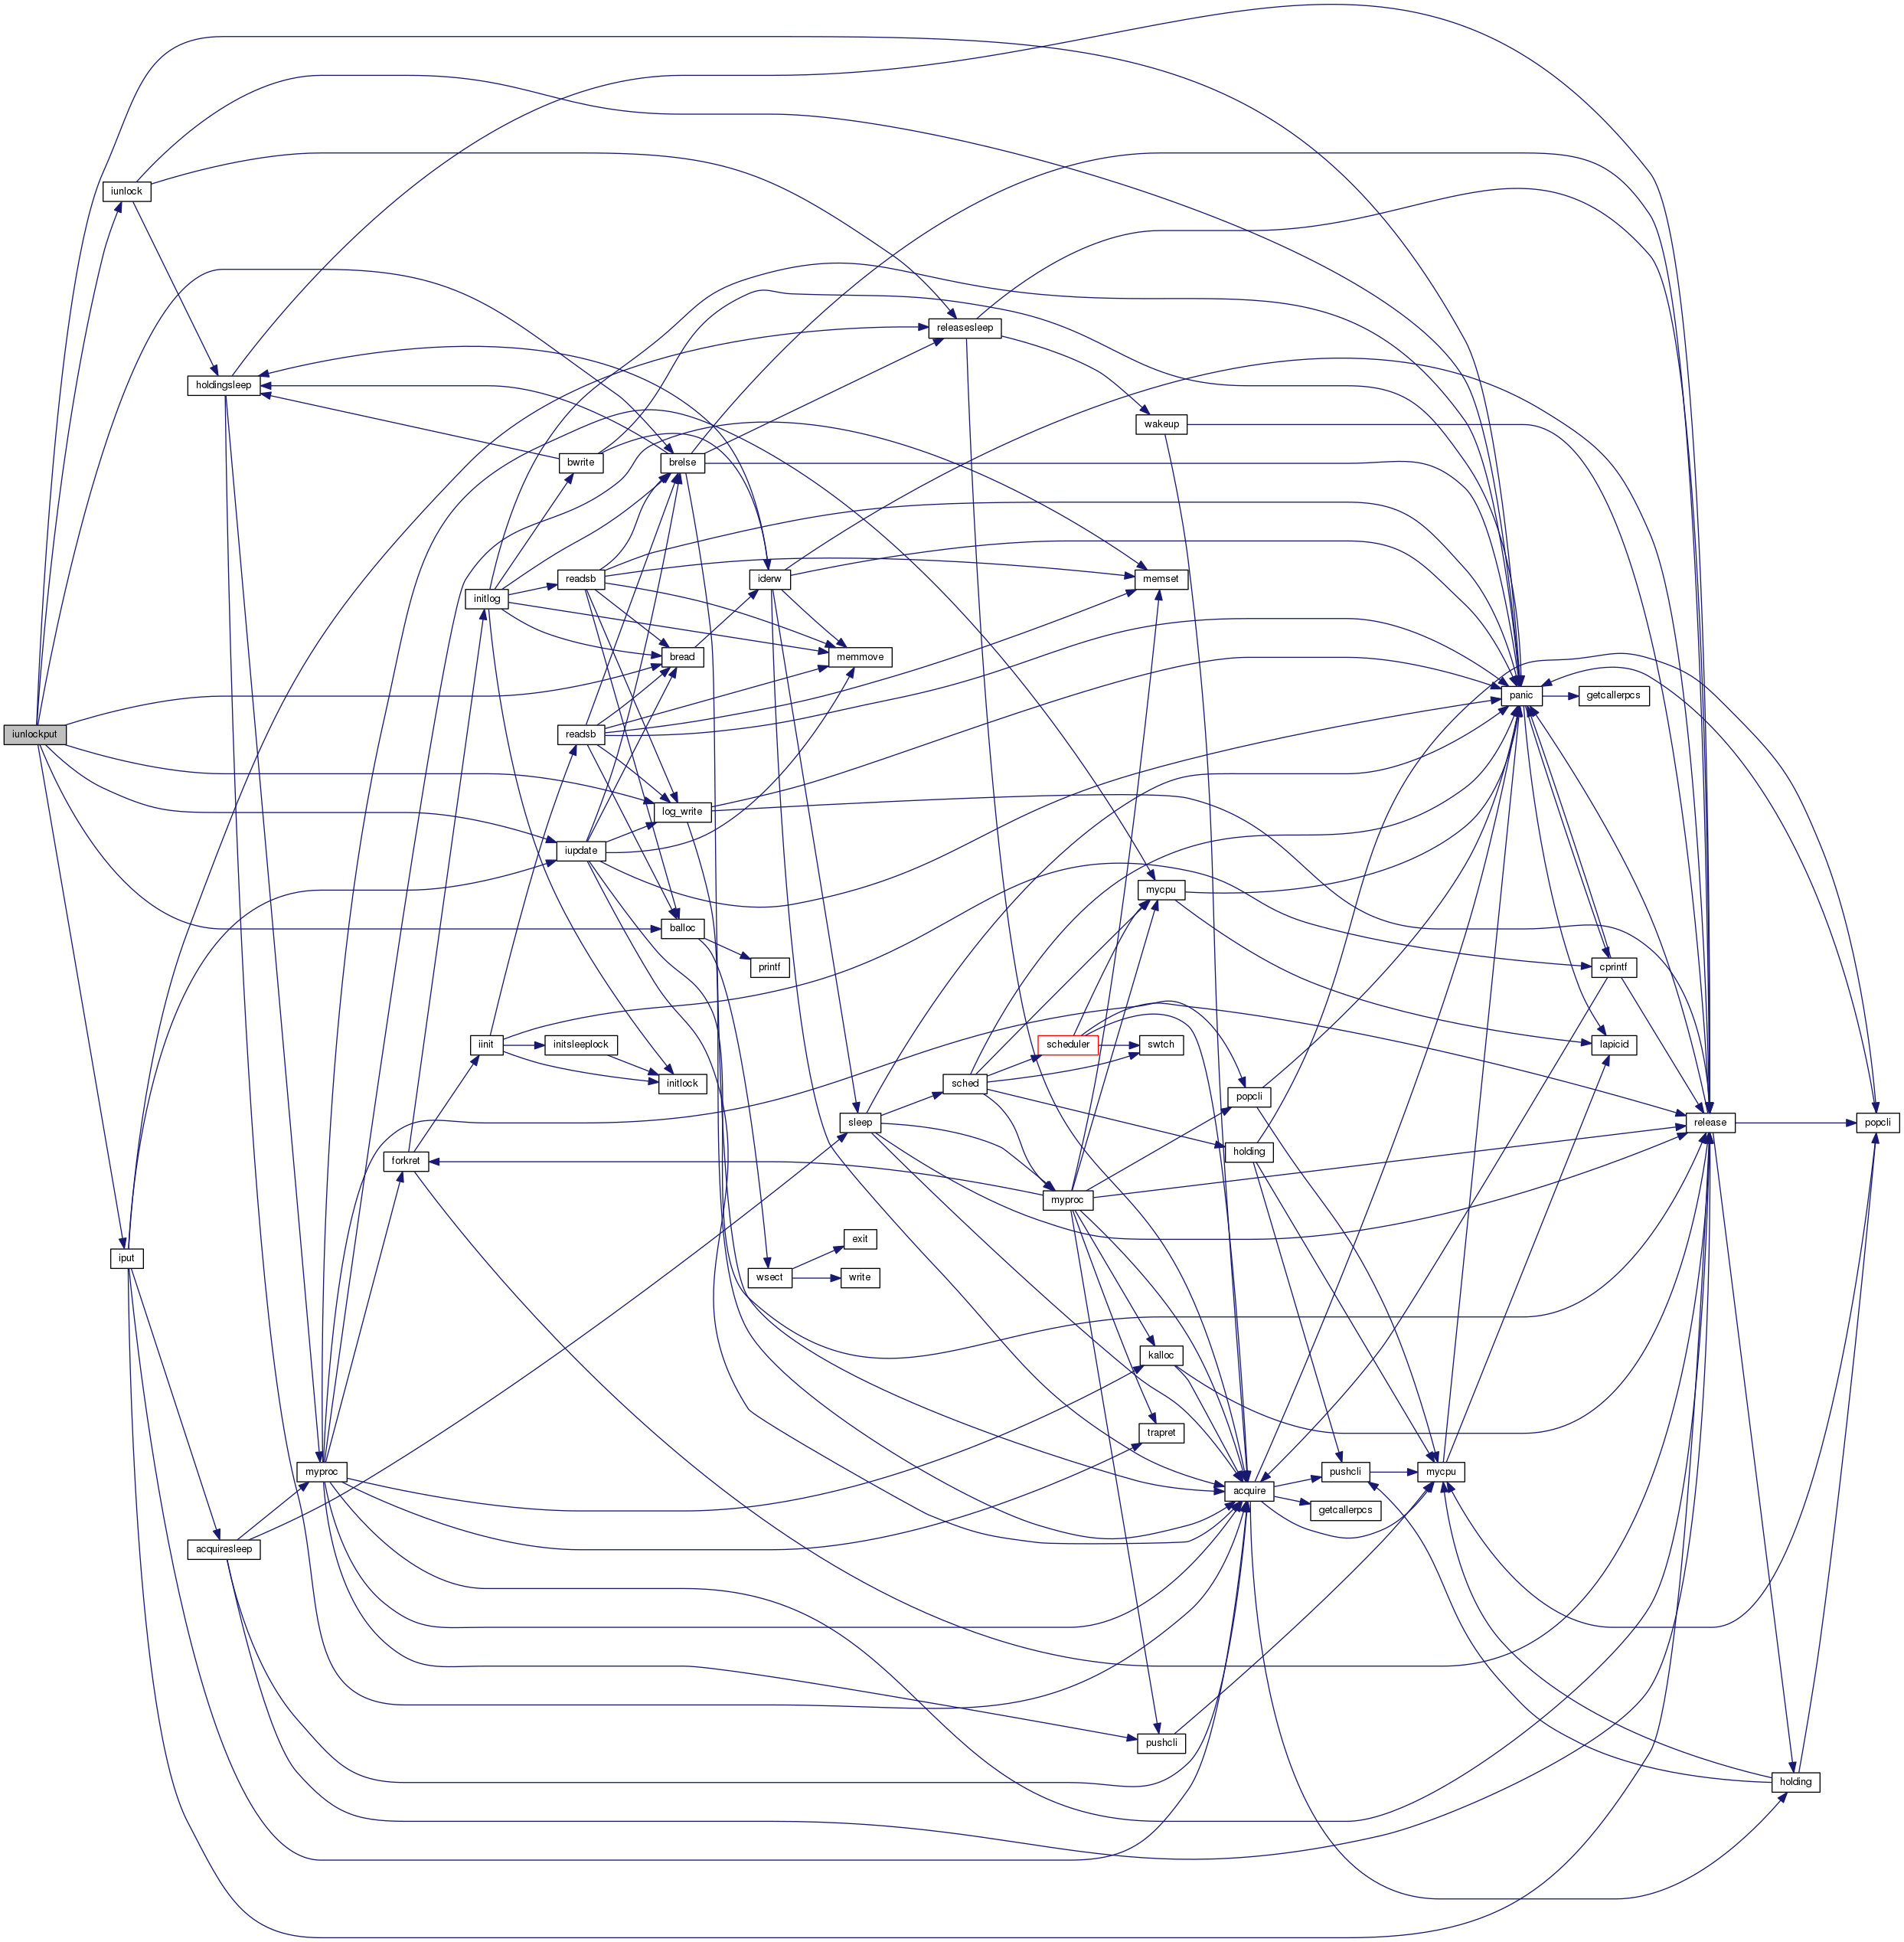 iunlock
releasesleep
holdingsleep
wakeup
bwrite
brelse
readsb
iderw
memset
initlog
bread
memmove
panic
getcallerpcs
iunlockput
readsb
log_write
iupdate
mycpu
balloc
printf
cprintf
iinit
initsleeplock
scheduler
swtch
lapicid
initlock
sched
popcli
sleep
release
popcli
holding
forkret
myproc
exit
iput
wsect
write
kalloc
trapret
myproc
pushcli
mycpu
acquire
getcallerpcs
acquiresleep
pushcli
holding